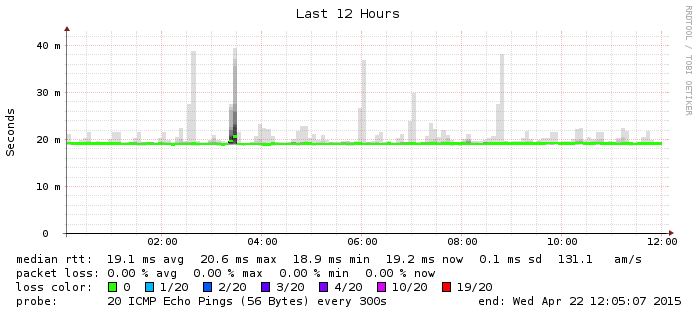 Last 12 Hours
RRDTOOL / TOBI OETIKER
Seconds
40 m
30 m
20 m
10 m
0
02:00 04:00 06:00 08:00 10:00 12:00
median rtt: 19.1 ms avg 20.6 ms max 18.9 ms min 19.2 ms now 0.1 ms sd 131.1 am/s
packet loss: 0.00 % avg 0.00 % max 0.00 % min 0.00 % now
loss color: 0 1/20 2/20 3/20 4/20 10/20 19/20
probe: 20 ICMP Echo Pings (56 Bytes) every 300s end: Wed Apr 22 12:05:07 2015